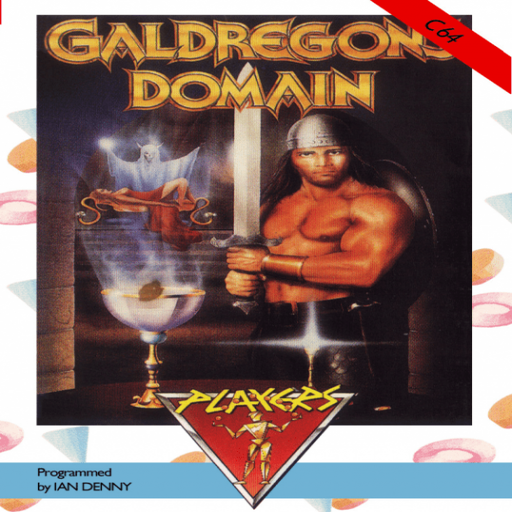 C64
GALDREGONS
DOMAIN
PLAYERS
Programmed
by IAN DENNY